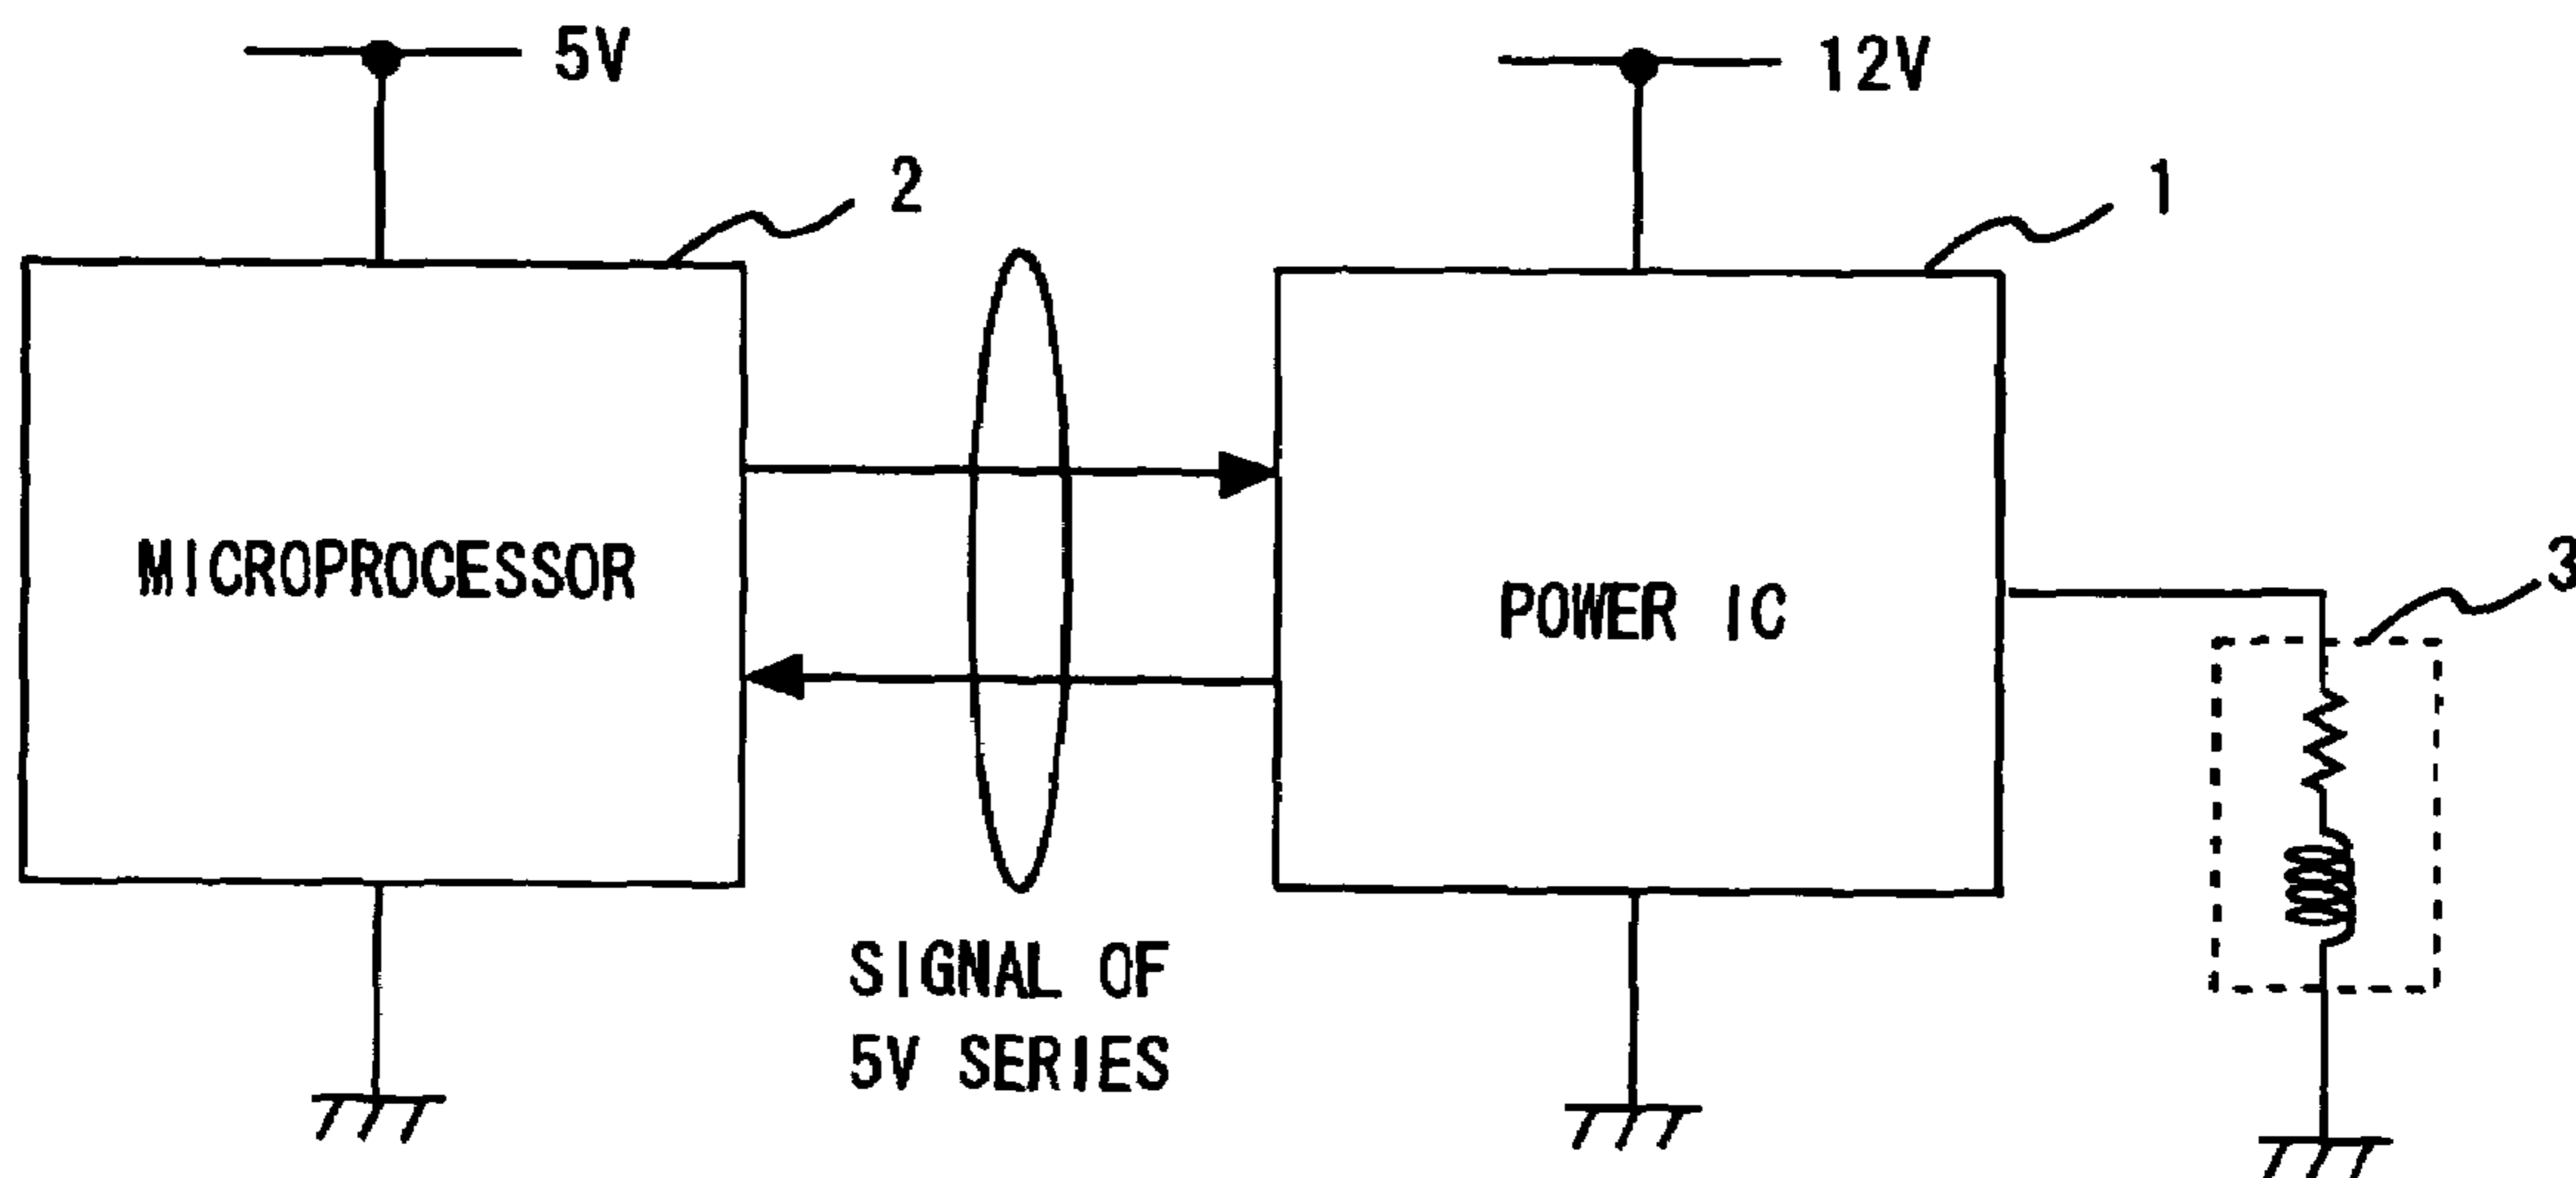 5V
12V
2
1
3
MICROPROCESSOR
POWER IC
SIGNAL OF
5V SERIES